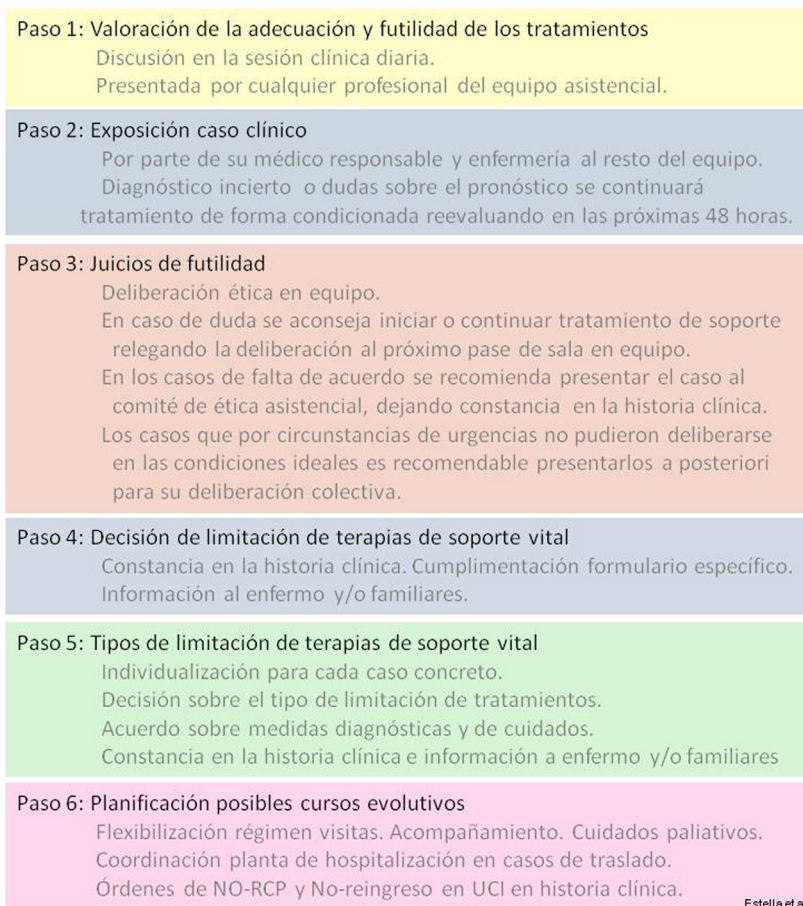 Paso 1: Valoración de la adecuación y futilidad de los tratamientos
Discusión en la sesión clínica diaria.
Presentada por cualquier profesional del equipo asistencial.
Paso 2: Exposición caso clínico
Por parte de su médico responsable y enfermería al resto del equipo.
Diagnóstico incierto o dudas sobre el pronóstico se continuará
tratamiento de forma condicionada reevaluando en las próximas 48 horas.
Paso 3: Juicios de futilidad
Deliberación ética en equipo.
En caso de duda se aconseja iniciar o continuar tratamiento de soporte
relegando la deliberación al próximo pase de sala en equipo.
En los casos de falta de acuerdo se recomienda presentar el caso al
comité de ética asistencial, dejando constancia en la historia clínica.
Los casos que por circunstancias de urgencias no pudieron deliberarse
en las condiciones ideales es recomendable presentarlos a posteriori
para su deliberación colectiva.
Paso 4: Decisión de limitación de terapias de soporte vital
Constancia en la historia clínica. Cumplimentación formulario específico.
Información al enfermo y/o familiares.
Paso 5: Tipos de limitación de terapias de soporte vital
Individualización para cada caso concreto.
Decisión sobre el tipo de limitación de tratamientos.
Acuerdo sobre medidas diagnósticas y de cuidados.
Constancia en la historia clínica e información a enfermo y/o familiares
Paso 6: Planificación posibles cursos evolutivos
Flexibilización régimen visitas. Acompañamiento. Cuidados paliativos.
Coordinación planta de hospitalización en casos de traslado.
Órdenes de NO-RCP y No-reingreso en UCI en historia clínica.
Estella et a